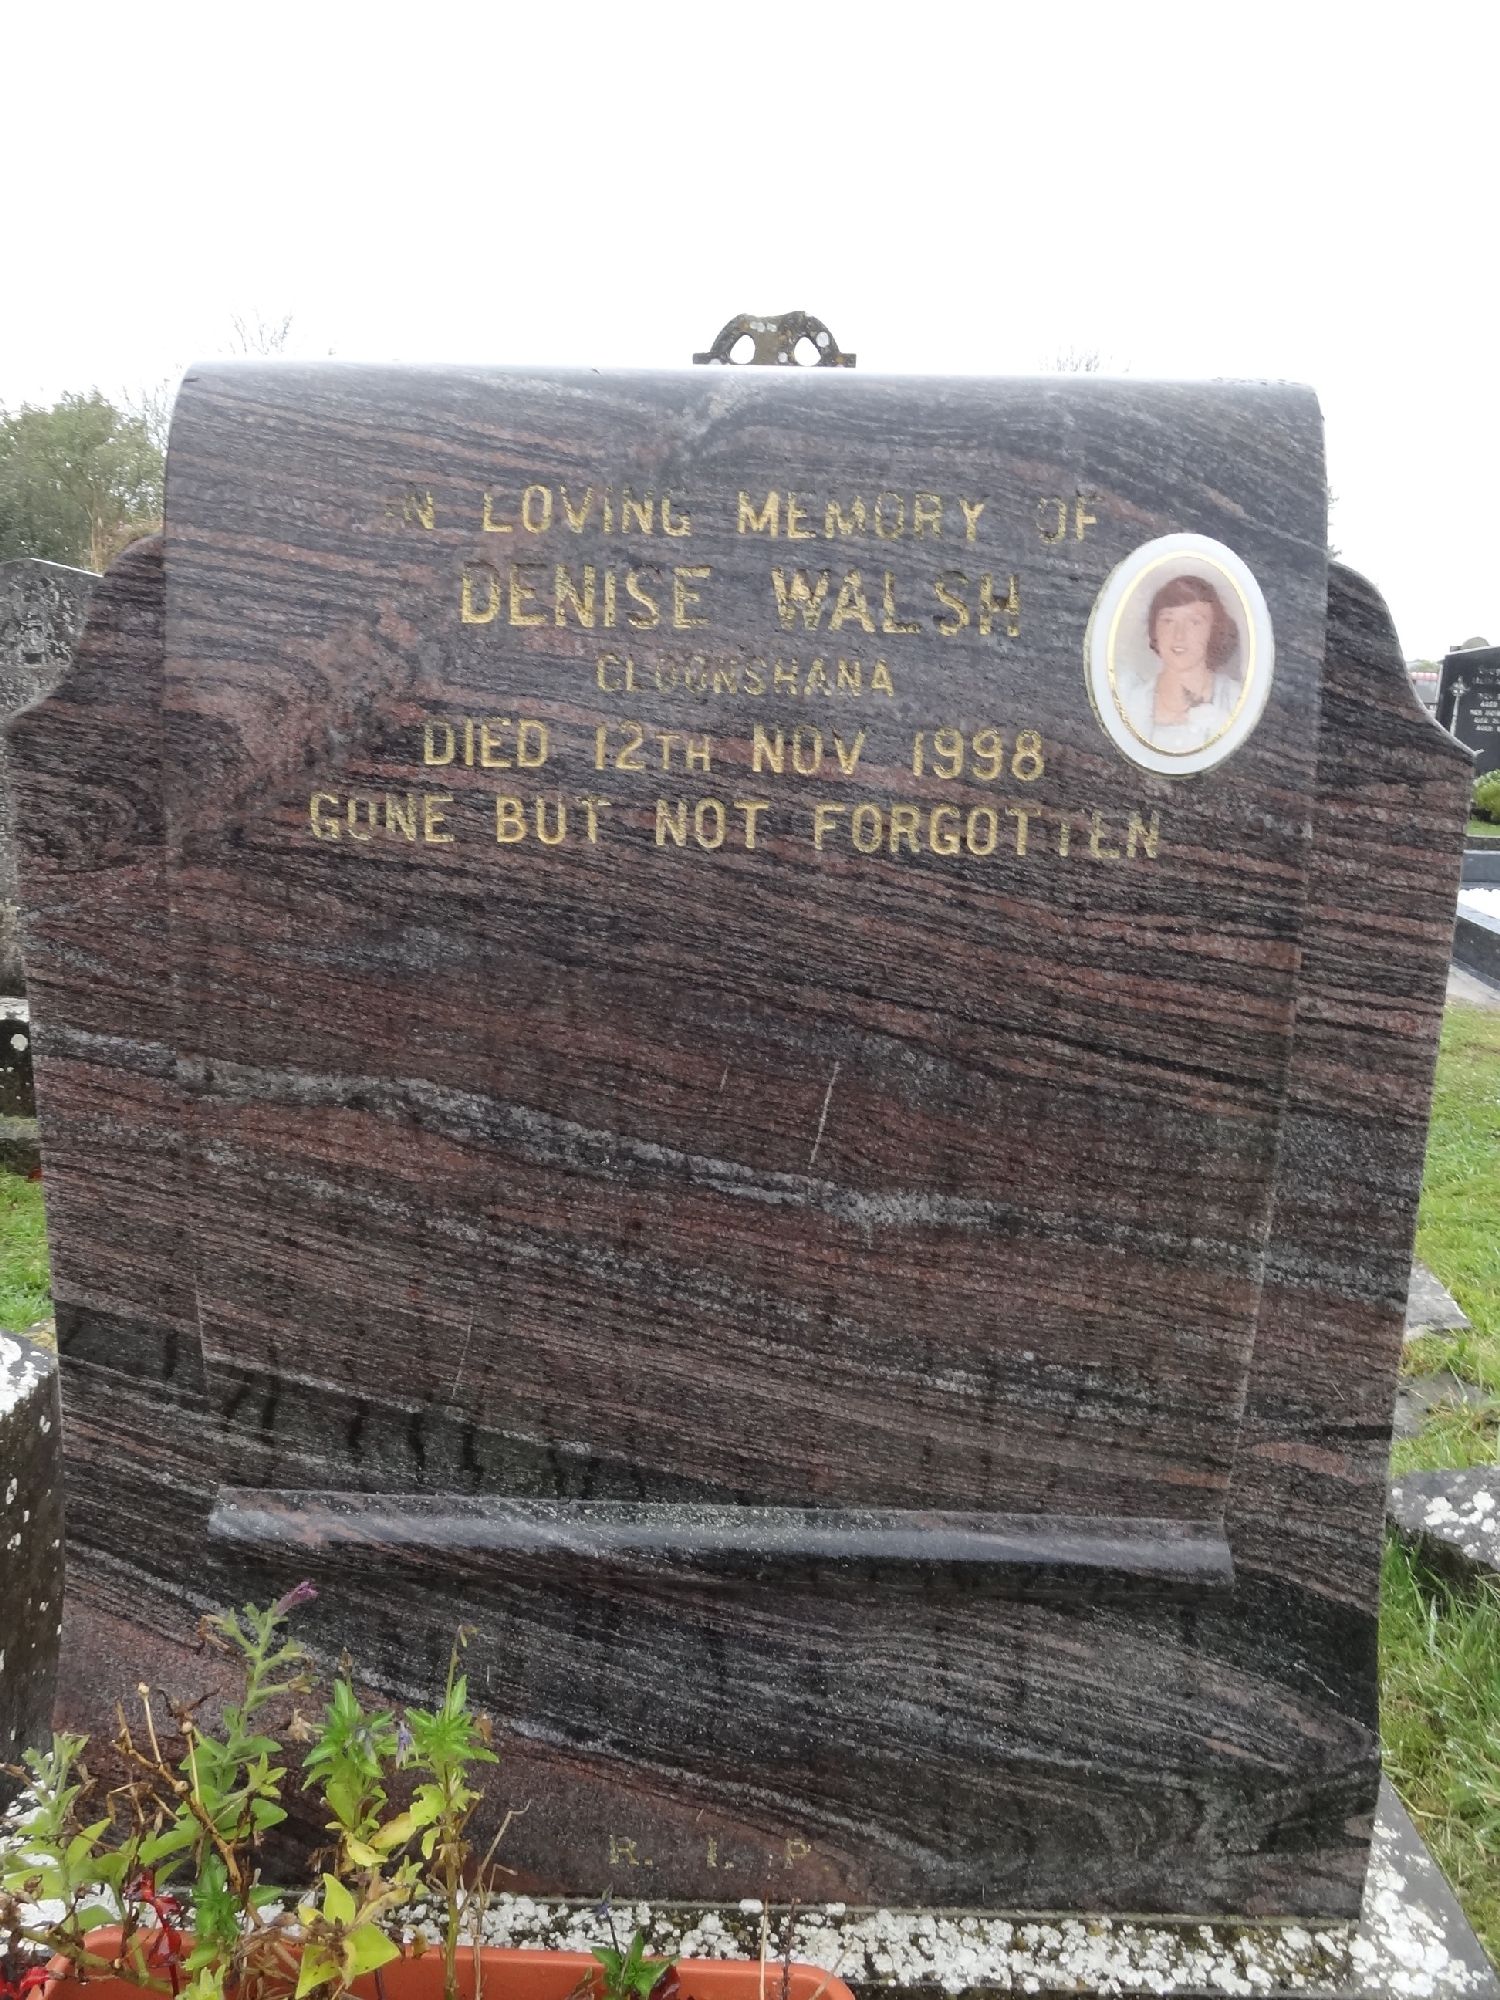 IN LOVING MEMORY OF
DENISE WALSH
CLOONSHANA
DIED 12TH NOV 1998
GONE BUT NOT FORGOTTEN
R. I. P.